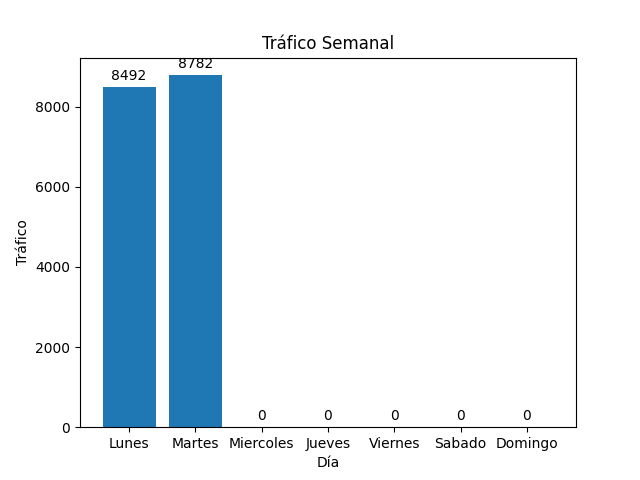 Tráfico Semanal
8492
8782
0 0 0 0 0
8000
6000
4000
2000
0
Tráfico
Lunes Martes Miercoles Jueves Viernes Sabado Domingo
Día